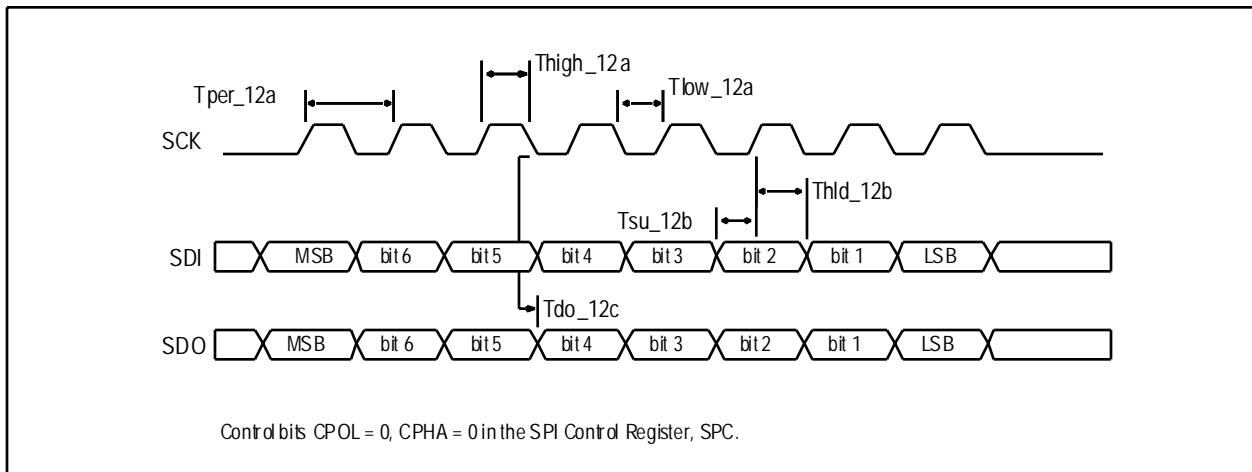 Thigh_12a
Tper_12a
Tlow_12a
SCK
Thld_12b
Tsu_12b
SDI MSB bit 6 bit 5 bit 4 bit 3 bit 2 bit 1 LSB
Tdo_12c
SDO MSB bit 6 bit 5 bit 4 bit 3 bit 2 bit 1 LSB
Control bits CPOL = 0, CPHA = 0 in the SPI Control Register, SPC.